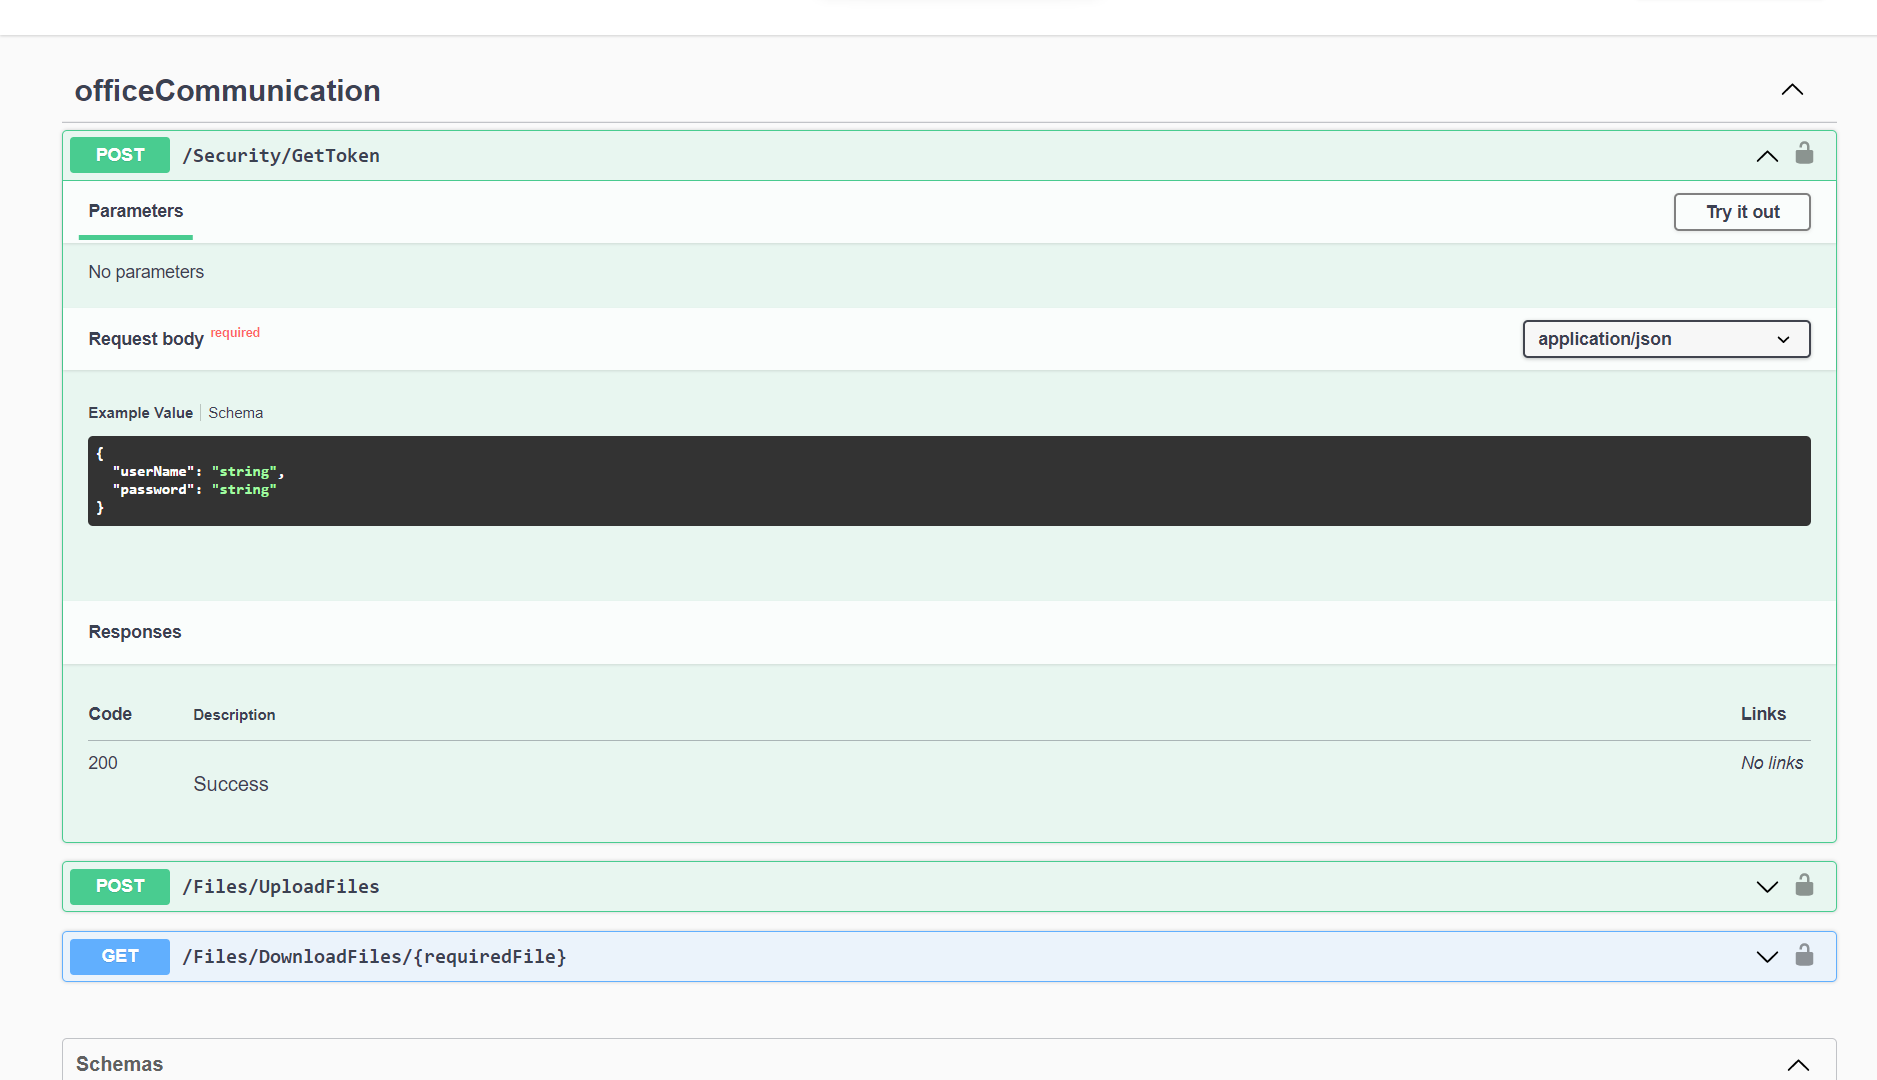 officeCommunication
POST /Security/GetToken
Parameters
Try it out
No parameters
Request body required
application/json
Example Value Schema
{
"userName": "string",
"password": "string"
}
Responses
Code Description Links
200 No links
Success
POST /Files/UploadFiles
GET /Files/DownloadFiles/{requiredFile}
Schemas